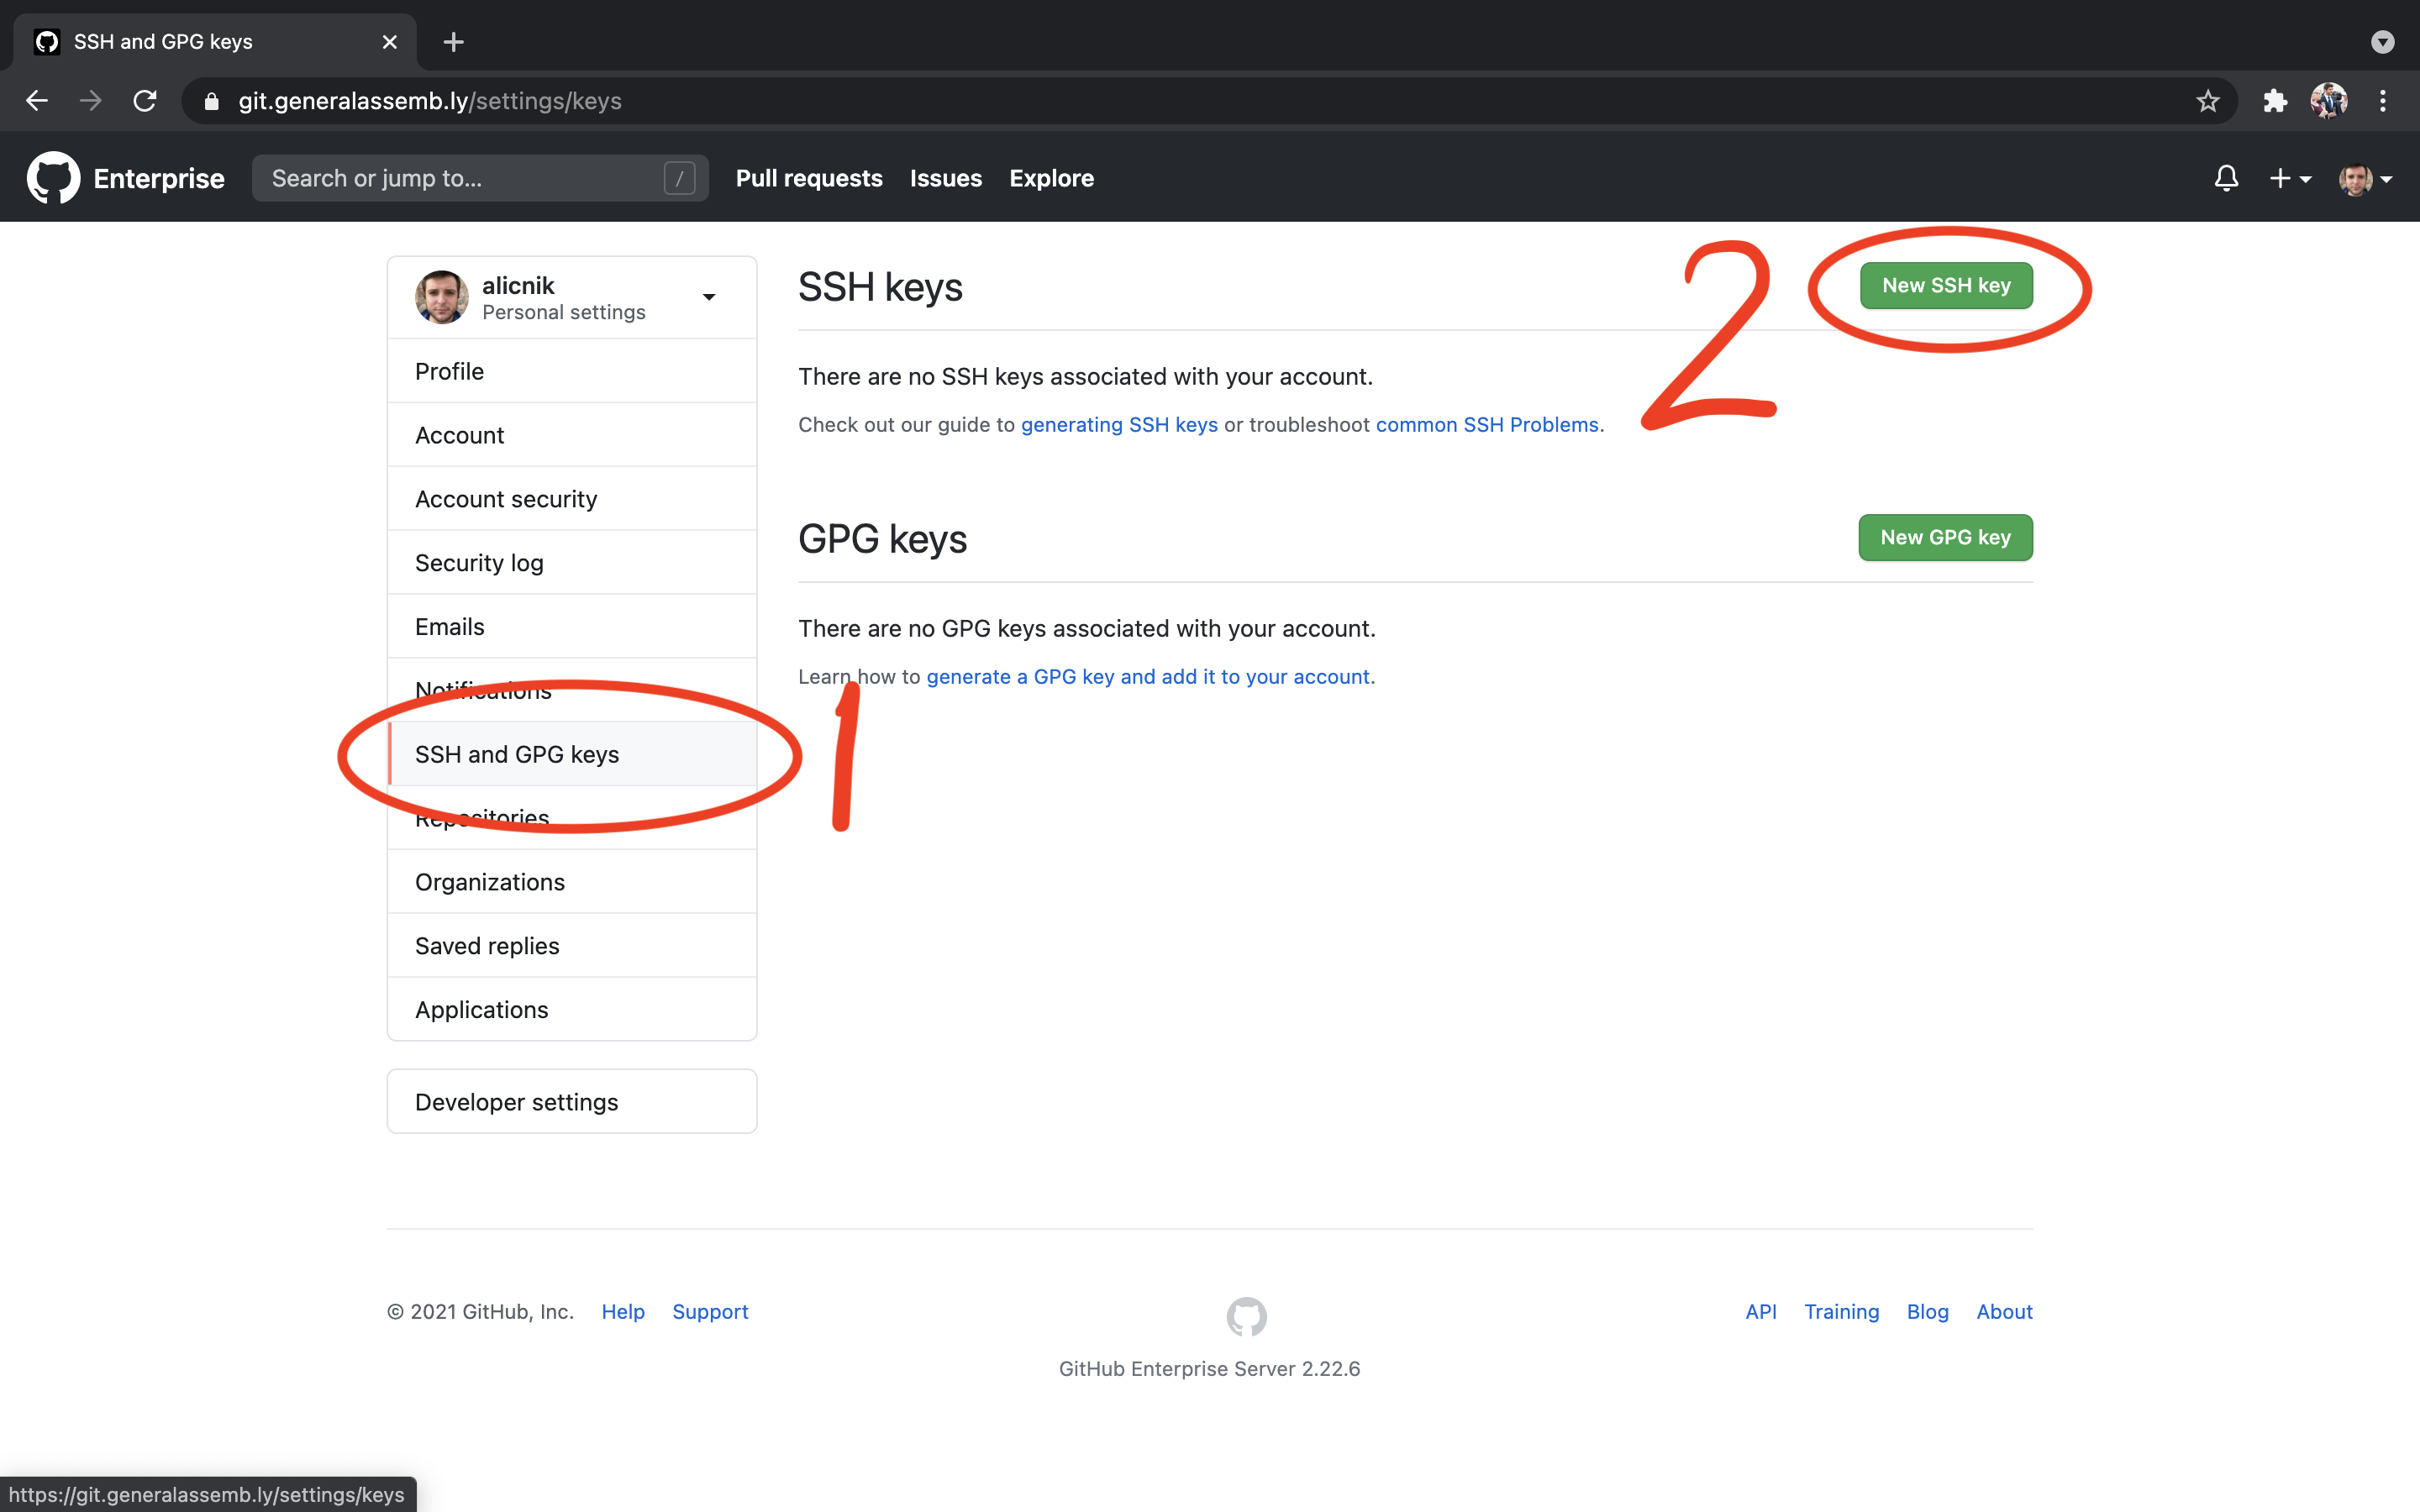 SSH and GPG keys
git.generalassemb.ly/settings/keys
Enterprise
Search or jump to...
/
Pull requests
Issues
Explore
alicnik
Personal settings
Profile
Account
Account security
Security log
Emails
Notifications
SSH and GPG keys
Repositories
Organizations
Saved replies
Applications
Developer settings
1
SSH keys
2
New SSH key
There are no SSH keys associated with your account.
Check out our guide to generating SSH keys or troubleshoot common SSH Problems.
GPG keys
New GPG key
There are no GPG keys associated with your account.
Learn how to generate a GPG key and add it to your account.
© 2021 GitHub, Inc.
Help
Support
API
Training
Blog
About
GitHub Enterprise Server 2.22.6
https://git.generalassemb.ly/settings/keys